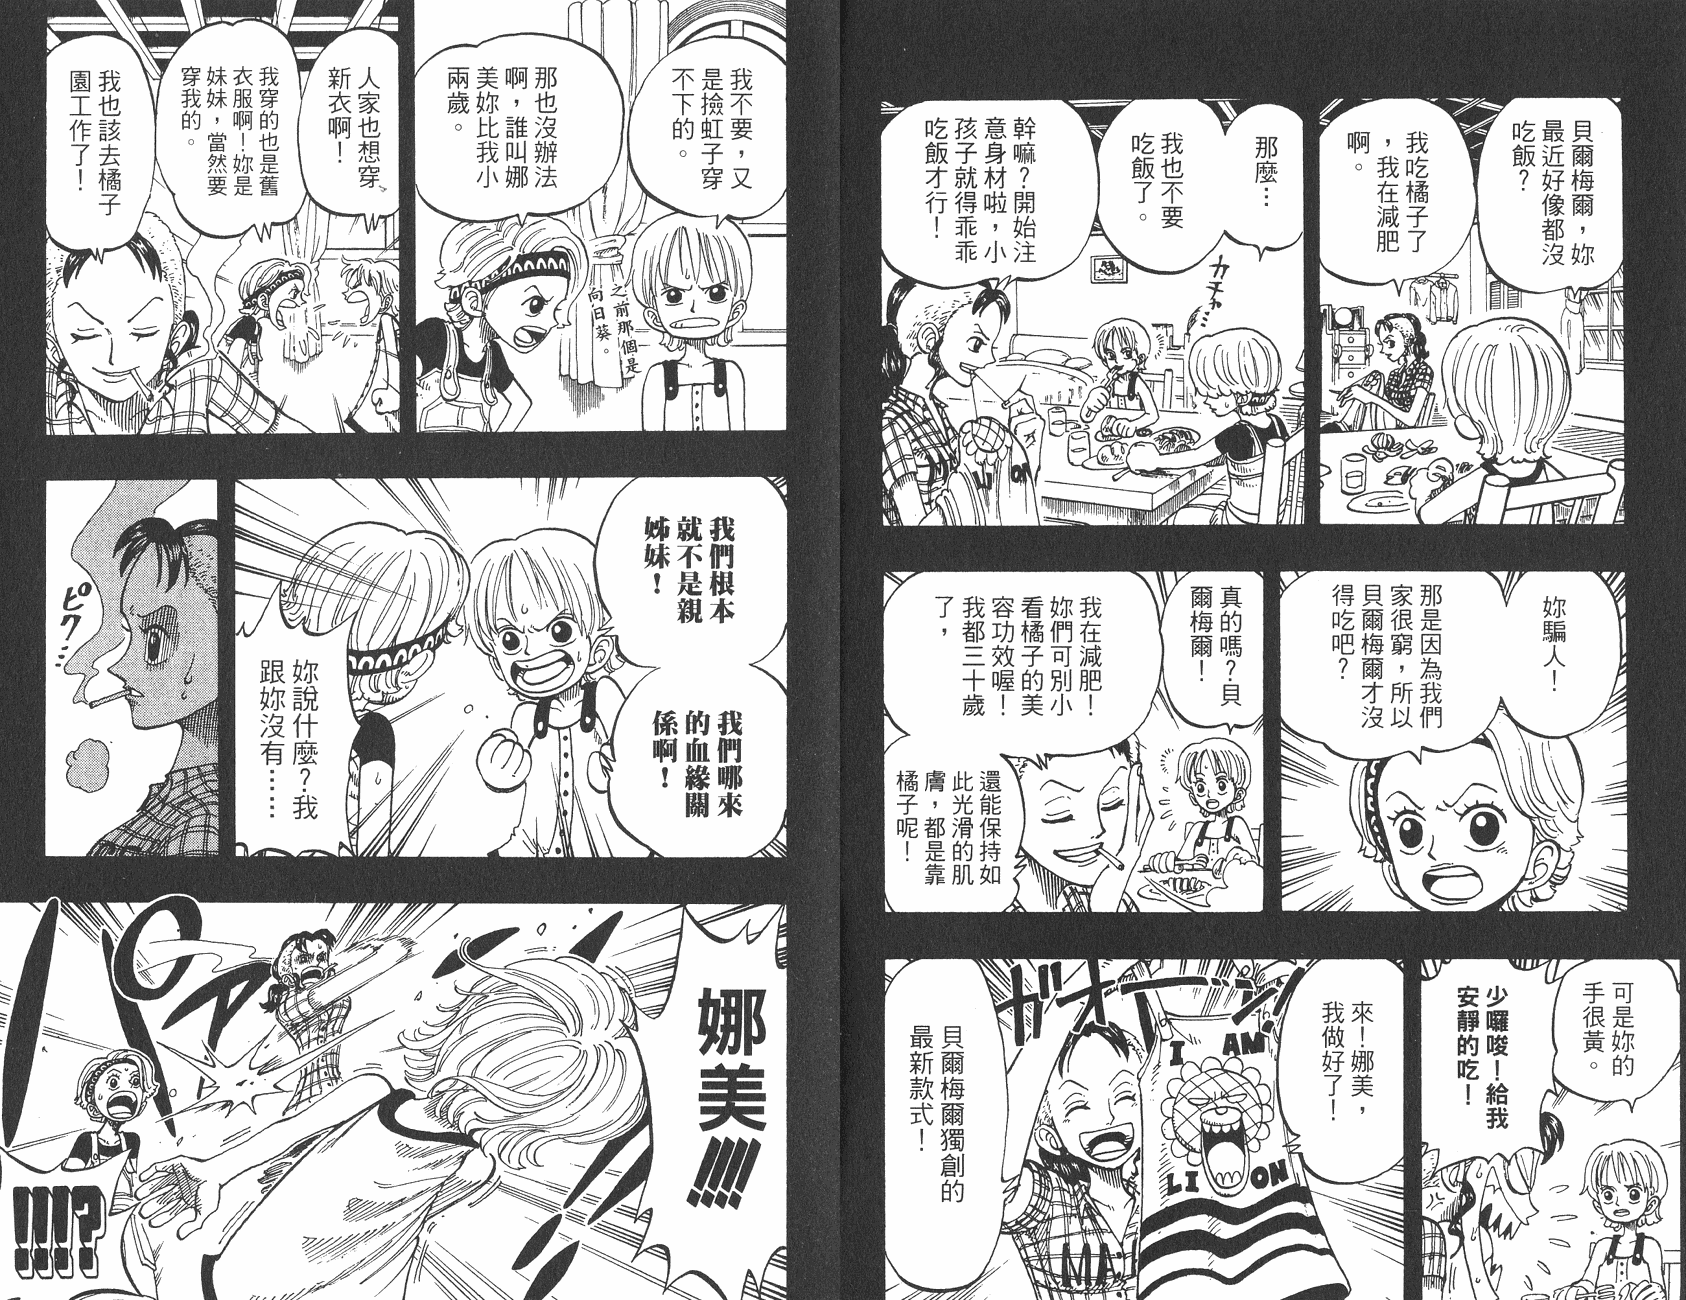 貝爾梅爾，妳
最近好像都沒
吃飯？
我吃橘子了
，我在減肥
啊。
那麼…
我也不要
吃飯了。
カチャ…
幹嘛？開始注
意身材啦，小
孩子就得乖乖
吃飯才行！
妳騙人！
那是因為我們
家很窮，所以
貝爾梅爾才沒
得吃吧？
真的嗎？貝
爾梅爾！
我在減肥！
妳們可別小
看橘子的美
容功效喔！
我都三十歲
了，
還能保持如
此光滑的肌
膚，都是靠
橘子呢！
可是妳的
手很黃。
少囉唆！給我
安靜的吃！
來！娜美，
我做好了！
ガオーン！
I AM
LION
MA
貝爾梅爾獨創的
最新款式！
我不要，又
是撿虹子穿
不下的。
之前那個是
向日葵。
那也沒辦法
啊，誰叫娜
美妳比我小
兩歲。
人家也想穿
新衣啊！
我穿的也是舊
衣服啊！妳是
妹妹，當然要
穿我的。
我也該去橘子
園工作了！
我們根本
就不是親
姊妹！
我們哪來
的血緣關
係啊！
妳說什麼？我
跟妳沒有……
ピク…
娜美!!!!!
パァン
!!!!?